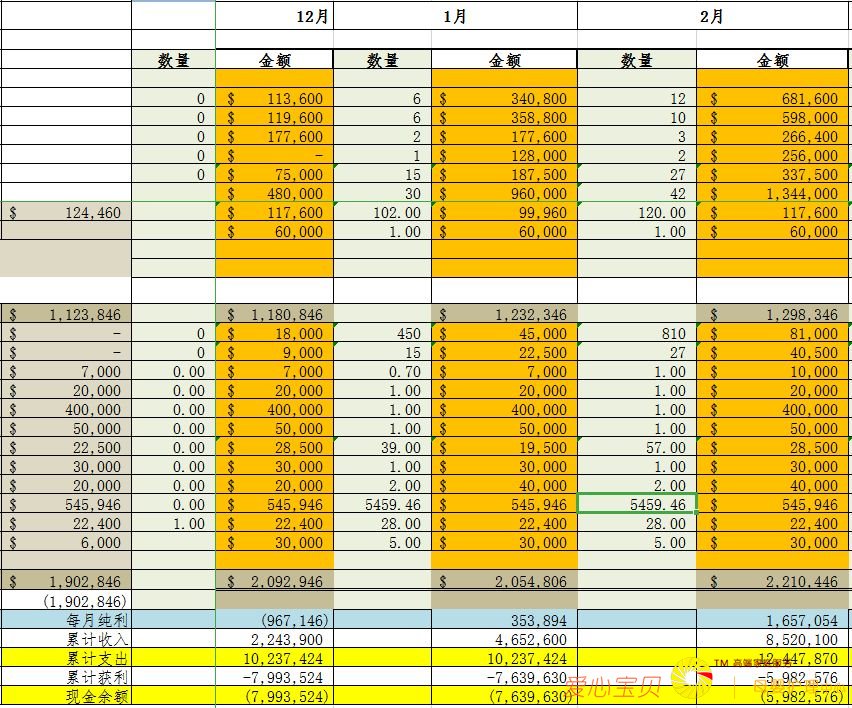 12月 1月 2月
数量 金额 数量 金额 数量 金额
0 $ 113,600 6 $ 340,800 12 $ 681,600
0 $ 119,600 6 $ 358,800 10 $ 598,000
0 $ 177,600 2 $ 177,600 3 $ 266,400
0 $ - 1 $ 128,000 2 $ 256,000
0 $ 75,000 15 $ 187,500 27 $ 337,500
$ 480,000 30 $ 960,000 42 $ 1,344,000
$ 124,460 $ 117,600 102.00 $ 99,960 120.00 $ 117,600
$ 60,000 1.00 $ 60,000 1.00 $ 60,000
$ 1,123,846 $ 1,180,846 $ 1,232,346 $ 1,298,346
$ - 0 $ 18,000 450 $ 45,000 810 $ 81,000
$ - 0 $ 9,000 15 $ 22,500 27 $ 40,500
$ 7,000 0.00 $ 7,000 0.70 $ 7,000 1.00 $ 10,000
$ 20,000 0.00 $ 20,000 1.00 $ 20,000 1.00 $ 20,000
$ 400,000 0.00 $ 400,000 1.00 $ 400,000 1.00 $ 400,000
$ 50,000 0.00 $ 50,000 1.00 $ 50,000 1.00 $ 50,000
$ 22,500 0.00 $ 28,500 39.00 $ 19,500 57.00 $ 28,500
$ 30,000 0.00 $ 30,000 1.00 $ 30,000 1.00 $ 30,000
$ 20,000 0.00 $ 20,000 2.00 $ 40,000 2.00 $ 40,000
$ 545,946 0.00 $ 545,946 5459.46 $ 545,946 5459.46 $ 545,946
$ 22,400 1.00 $ 22,400 28.00 $ 22,400 28.00 $ 22,400
$ 6,000 $ 30,000 5.00 $ 30,000 5.00 $ 30,000
$ 1,902,846 $ 2,092,946 $ 2,054,806 $ 2,210,446
(1,902,846)
每月纯利 (967,146) 353,894 1,657,054
累计收入 2,243,900 4,652,600 8,520,100
累计支出 10,237,424 10,237,424 12,447,870
累计获利 -7,993,524 -7,639,630 -5,982,576
现金余额 (7,993,524) (7,639,630) (5,982,576)
爱心宝贝 TM